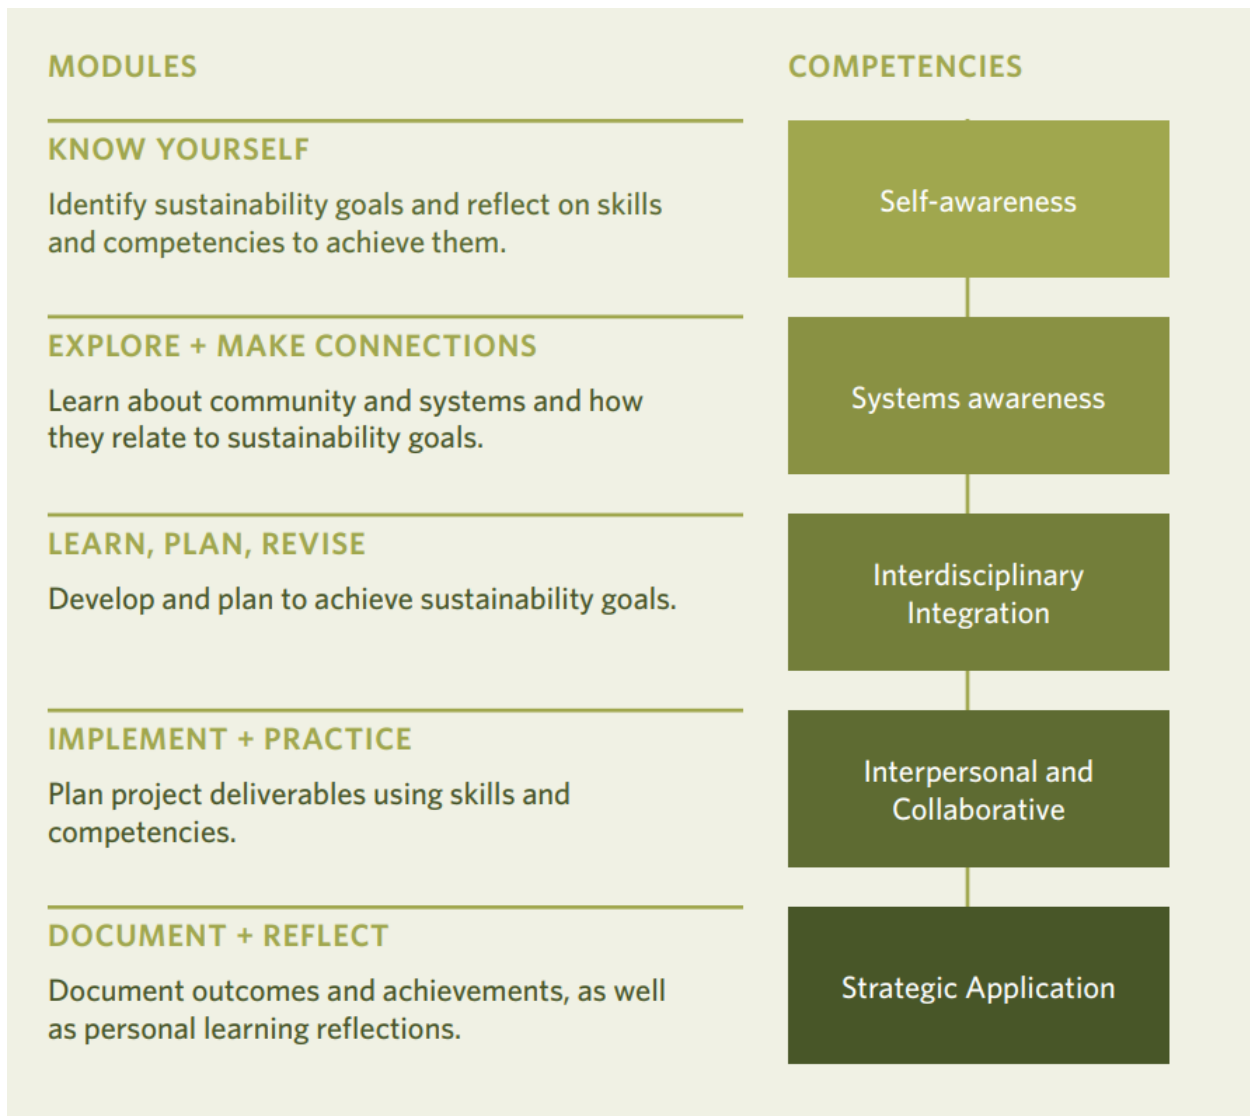 MODULES
COMPETENCIES
KNOW YOURSELF
Identify sustainability goals and reflect on skills
and competencies to achieve them.
Self-awareness
EXPLORE + MAKE CONNECTIONS
Learn about community and systems and how
they relate to sustainability goals.
Systems awareness
LEARN, PLAN, REVISE
Develop and plan to achieve sustainability goals.
Interdisciplinary
Integration
IMPLEMENT + PRACTICE
Plan project deliverables using skills and
competencies.
Interpersonal and
Collaborative
DOCUMENT + REFLECT
Document outcomes and achievements, as well
as personal learning reflections.
Strategic Application